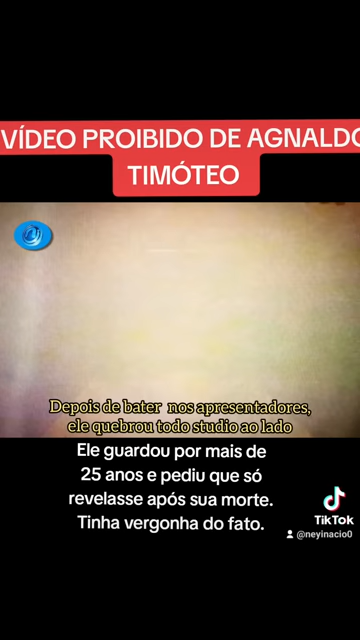 VÍDEO PROIBIDO DE AGNALDO
TIMÓTEO
Depois de bater nos apresentadores,
ele quebrou todo studio ao lado
Ele guardou por mais de
25 anos e pediu que só
revelasse após sua morte.
Tinha vergonha do fato.
TikTok
@neyinacio0